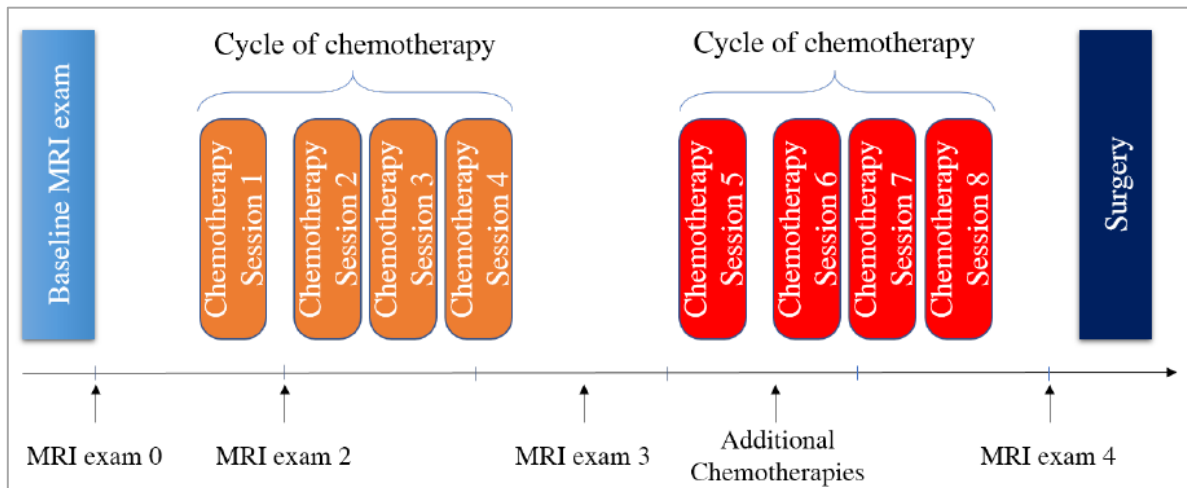 Baseline MRI exam
Cycle of chemotherapy
Chemotherapy
Session 1
Chemotherapy
Session 2
Chemotherapy
Session 3
Chemotherapy
Session 4
Cycle of chemotherapy
Chemotherapy
Session 5
Chemotherapy
Session 6
Chemotherapy
Session 7
Chemotherapy
Session 8
Surgery
MRI exam 0
MRI exam 2
MRI exam 3
Additional
Chemotherapies
MRI exam 4